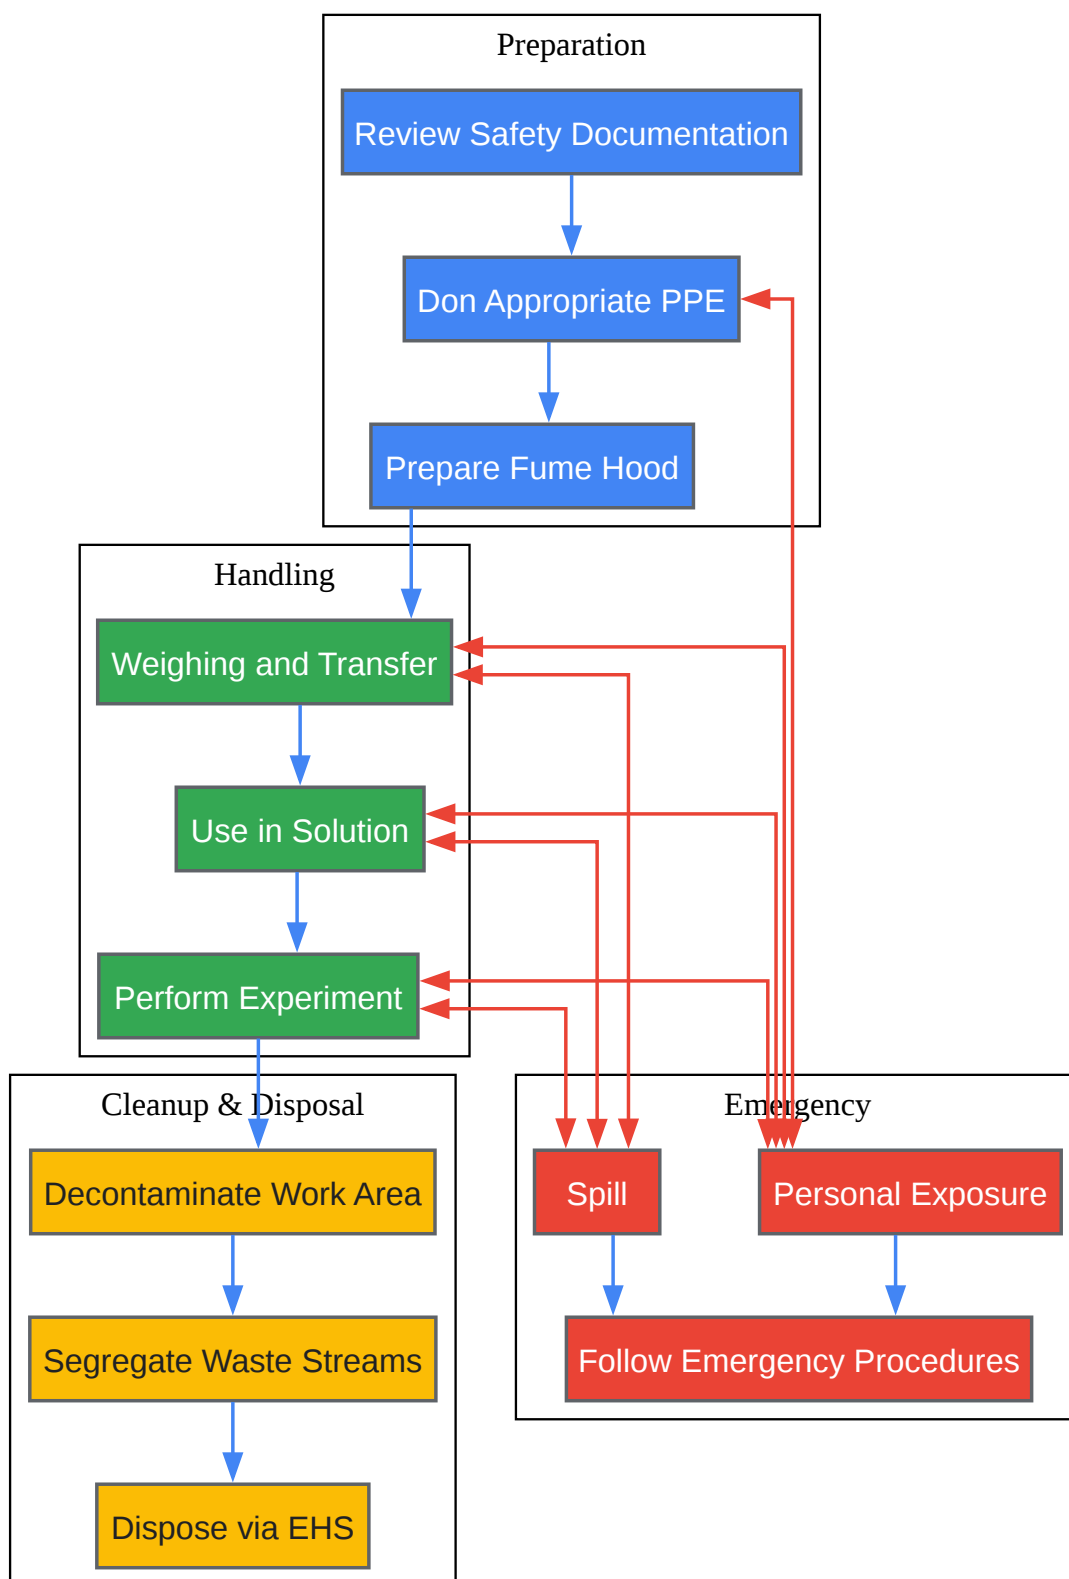 Preparation
Review Safety Documentation
Don Appropriate PPE
Prepare Fume Hood
Handling
Weighing and Transfer
Use in Solution
Perform Experiment
Cleanup & Disposal
Decontaminate Work Area
Segregate Waste Streams
Dispose via EHS
Emergency
Spill
Personal Exposure
Follow Emergency Procedures